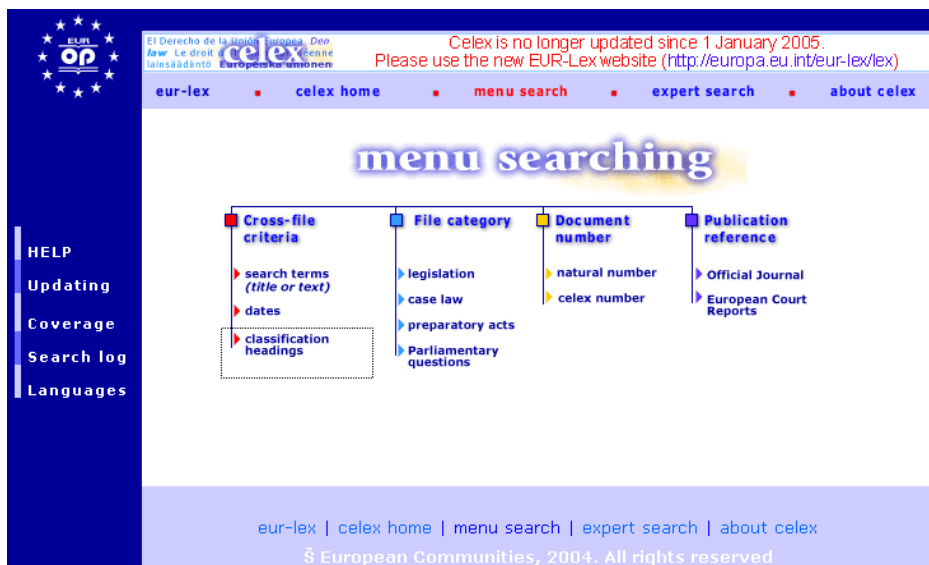 EUR
OP
El Derecho de la Unión Europea Den
law Le droit
lainsäädäntö Europeiska unionen
celex
Celex is no longer updated since 1 January 2005.
Please use the new EUR-Lex website (http://europa.eu.int/eur-lex/lex)
eur-lex celex home menu search expert search about celex
menu searching
HELP
Updating
Coverage
Search log
Languages
Cross-file
criteria
search terms
(title or text)
dates
classification
headings
File category
legislation
case law
preparatory acts
Parliamentary
questions
Document
number
natural number
celex number
Publication
reference
Official Journal
European Court
Reports
eur-lex | celex home | menu search | expert search | about celex
Š European Communities, 2004. All rights reserved